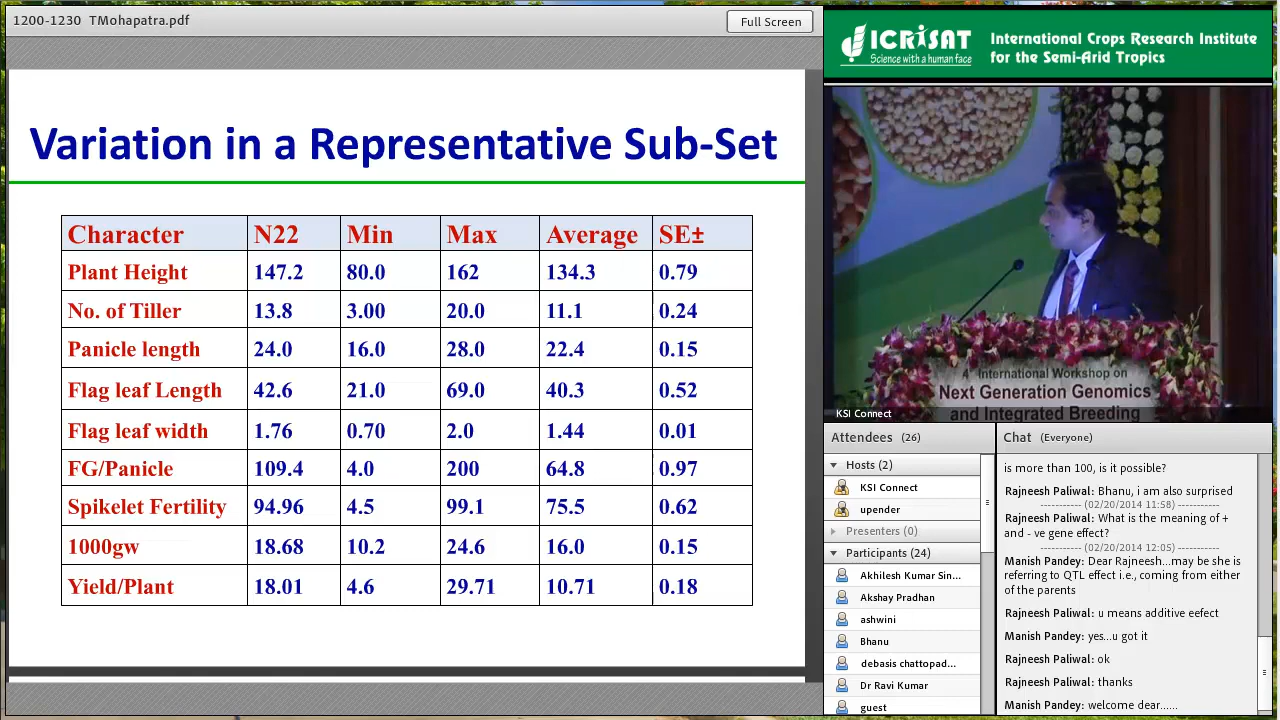 1200-1230 TMohapatra.pdf
Full Screen
Variation in a Representative Sub-Set
Character N22 Min Max Average SE±
Plant Height 147.2 80.0 162 134.3 0.79
No. of Tiller 13.8 3.00 20.0 11.1 0.24
Panicle length 24.0 16.0 28.0 22.4 0.15
Flag leaf Length 42.6 21.0 69.0 40.3 0.52
Flag leaf width 1.76 0.70 2.0 1.44 0.01
FG/Panicle 109.4 4.0 200 64.8 0.97
Spikelet Fertility 94.96 4.5 99.1 75.5 0.62
1000gw 18.68 10.2 24.6 16.0 0.15
Yield/Plant 18.01 4.6 29.71 10.71 0.18
ICRISAT
Science with a human face
International Crops Research Institute
for the Semi-Arid Tropics
4th International Workshop on
Next Generation Genomics
and Integrated Breeding
KSI Connect
Attendees (26)
Hosts (2)
KSI Connect
upender
Presenters (0)
Participants (24)
Akhilesh Kumar Sin...
Akshay Pradhan
ashwini
Bhanu
debasis chattopad...
Dr Ravi Kumar
guest
Chat (Everyone)
is more than 100, is it possible?
Rajneesh Paliwal: Bhanu, i am also surprised
----------- (02/20/2014 11:58) -----------
Rajneesh Paliwal: What is the meaning of +
and - ve gene effect?
----------- (02/20/2014 12:05) -----------
Manish Pandey: Dear Rajneesh...may be she is
referring to QTL effect i.e., coming from either
of the parents
Rajneesh Paliwal: u means additive eefect
Manish Pandey: yes...u got it
Rajneesh Paliwal: ok
Rajneesh Paliwal: thanks
Manish Pandey: welcome dear......